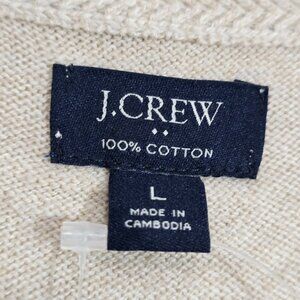 J.CREW
100% COTTON
L
MADE IN
CAMBODIA